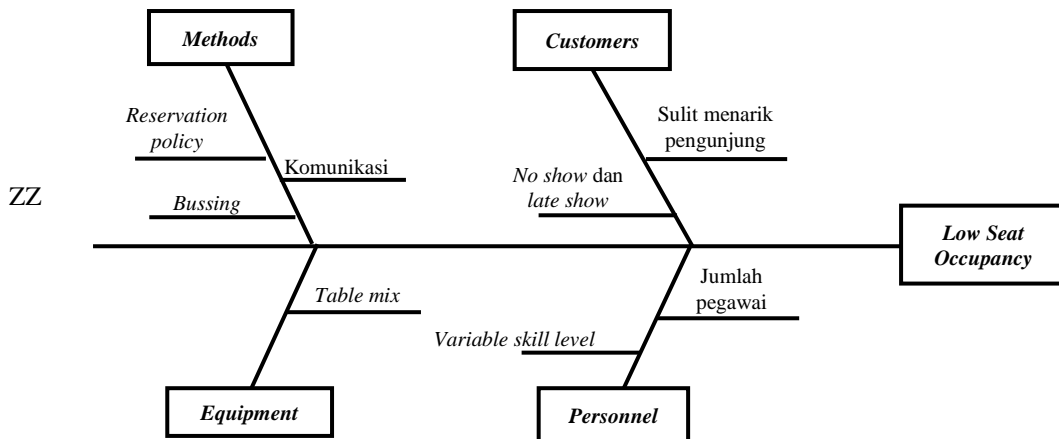 Methods
Customers
Reservation
policy
Komunikasi
Bussing
Sulit menarik
pengunjung
No show dan
late show
ZZ
Low Seat
Occupancy
Table mix
Jumlah
pegawai
Variable skill level
Equipment
Personnel